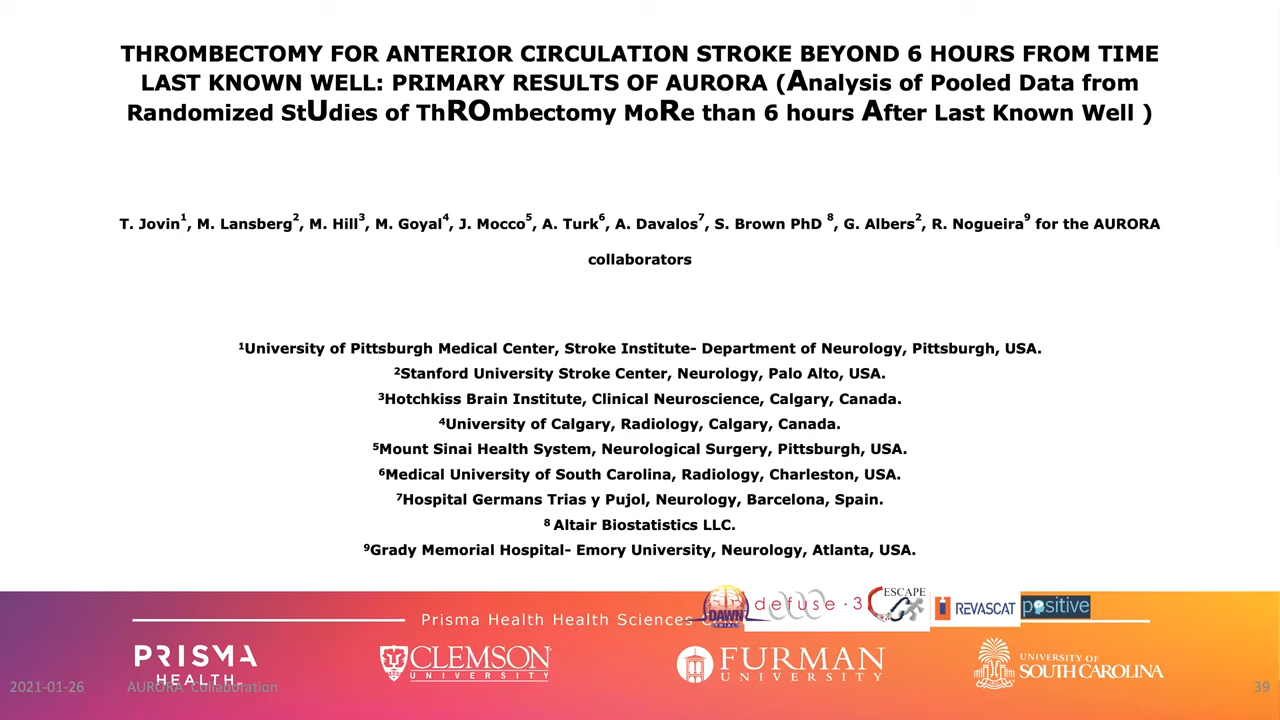 THROMBECTOMY FOR ANTERIOR CIRCULATION STROKE BEYOND 6 HOURS FROM TIME
LAST KNOWN WELL: PRIMARY RESULTS OF AURORA (Analysis of Pooled Data from
Randomized StUdies of ThROmbectomy MoRe than 6 hours After Last Known Well )
T. Jovin1, M. Lansberg2, M. Hill3, M. Goyal4, J. Mocco5, A. Turk6, A. Davalos7, S. Brown PhD 8, G. Albers2, R. Nogueira9 for the AURORA
collaborators
1University of Pittsburgh Medical Center, Stroke Institute- Department of Neurology, Pittsburgh, USA.
2Stanford University Stroke Center, Neurology, Palo Alto, USA.
3Hotchkiss Brain Institute, Clinical Neuroscience, Calgary, Canada.
4University of Calgary, Radiology, Calgary, Canada.
5Mount Sinai Health System, Neurological Surgery, Pittsburgh, USA.
6Medical University of South Carolina, Radiology, Charleston, USA.
7Hospital Germans Trias y Pujol, Neurology, Barcelona, Spain.
8 Altair Biostatistics LLC.
9Grady Memorial Hospital- Emory University, Neurology, Atlanta, USA.
DAWN defuse·3 ESCAPE REVASCAT positive
Prisma Health Health Sciences
PRISMA HEALTH.
CLEMSON UNIVERSITY
FURMAN UNIVERSITY
UNIVERSITY OF SOUTH CAROLINA
2021-01-26 AURORA Collaboration 39